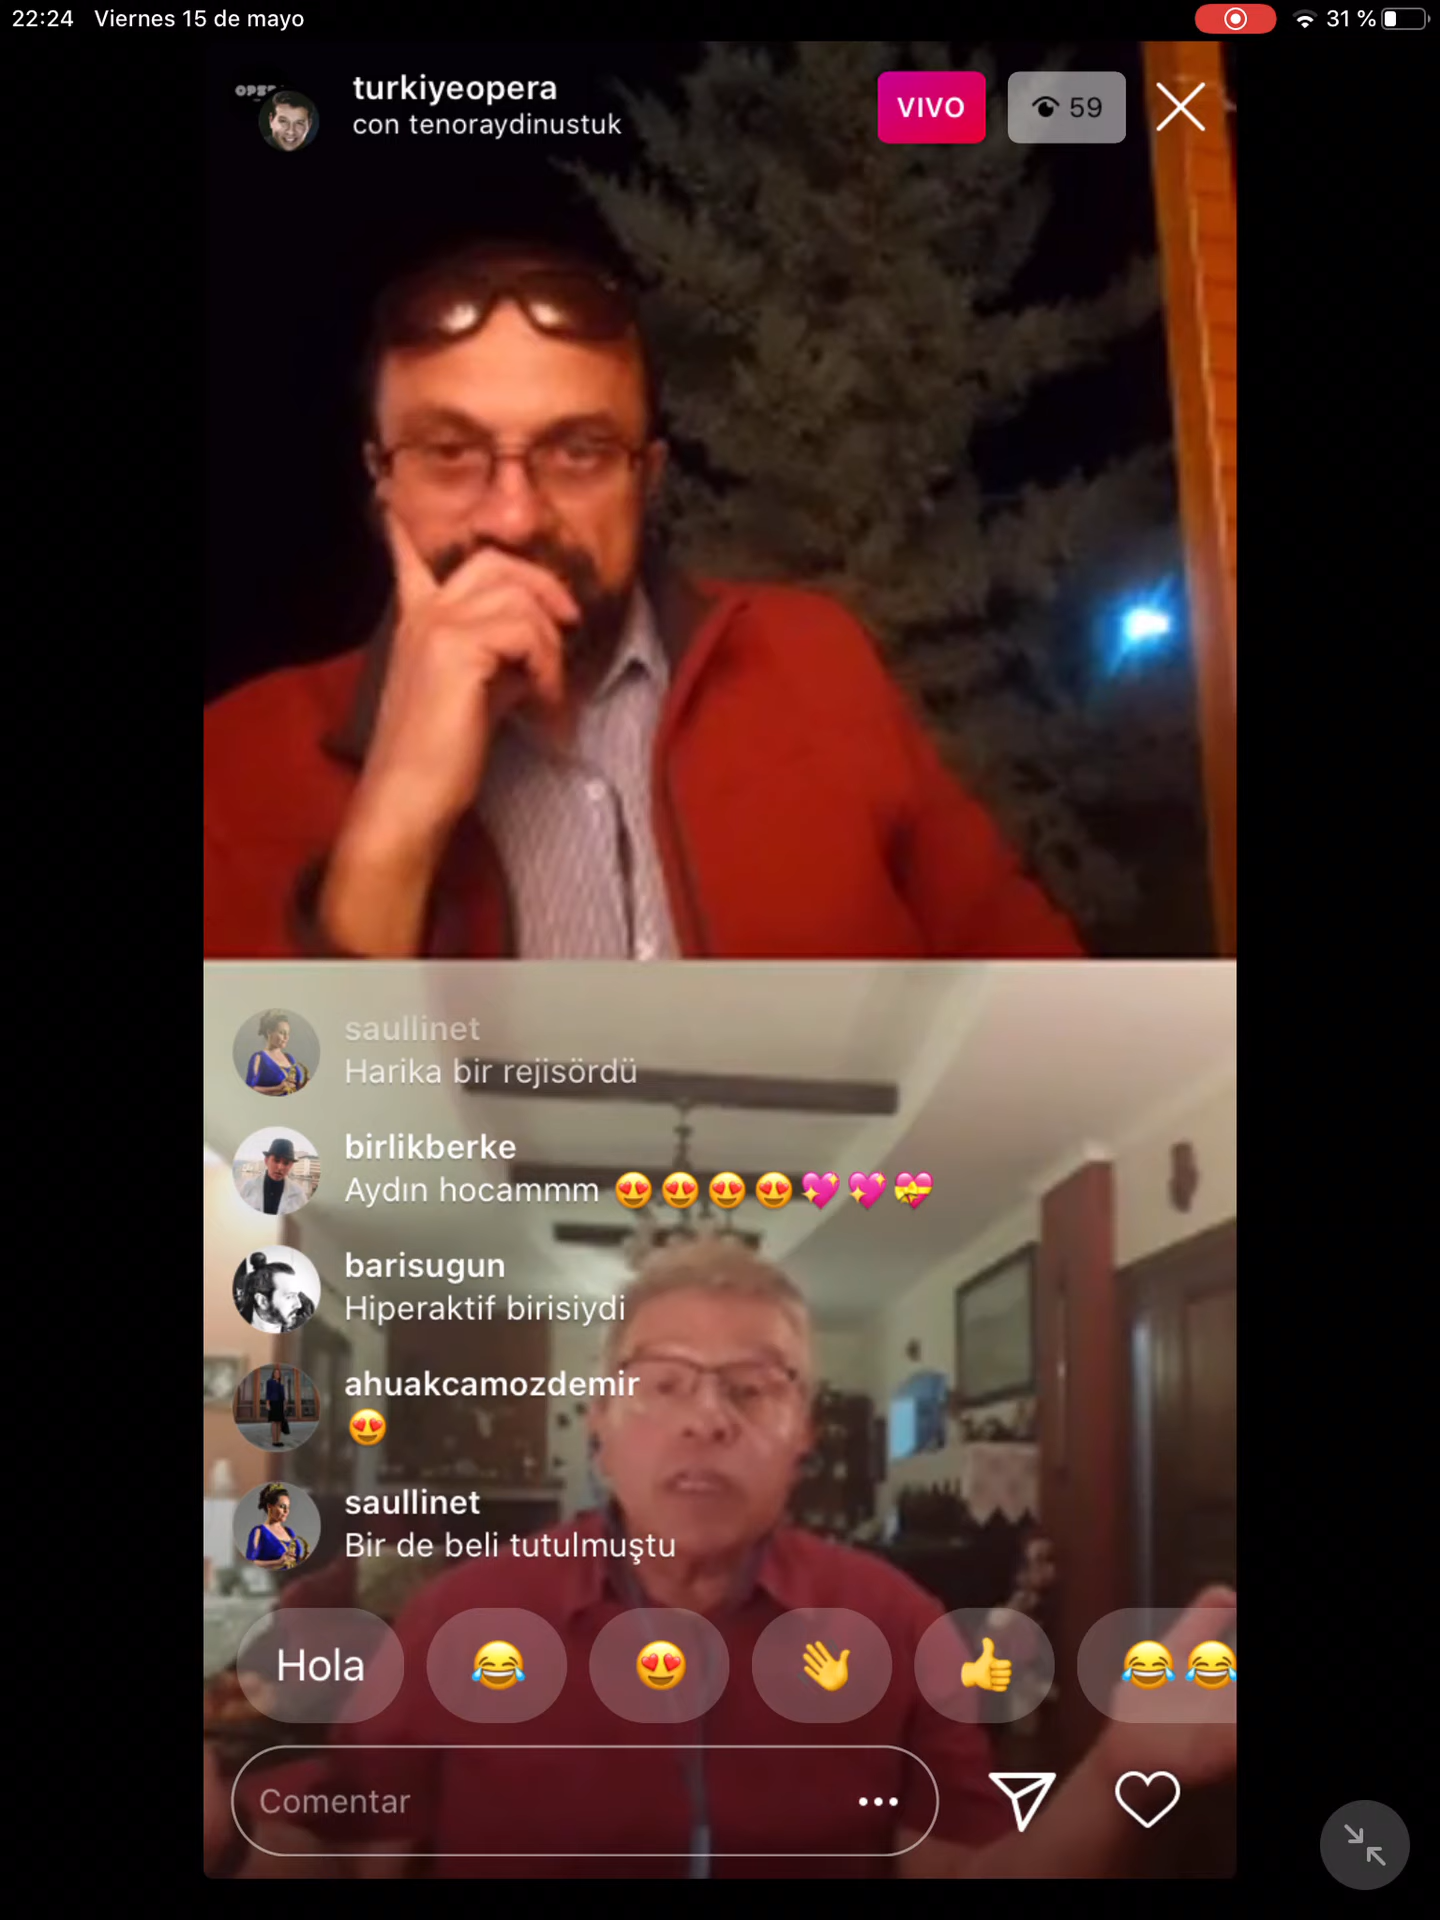 22:24 Viernes 15 de mayo
31 %
turkiyeopera
con tenoraydinustuk
VIVO
59
saullinet
Harika bir rejisördü
birlikberke
Aydın hocammm 😍😍😍😍💖💖💝
barisugun
Hiperaktif birisiydi
ahuakcamozdemir
😍
saullinet
Bir de beli tutulmuştu
Hola 😂 😍 👋 👍 😂😂
Comentar